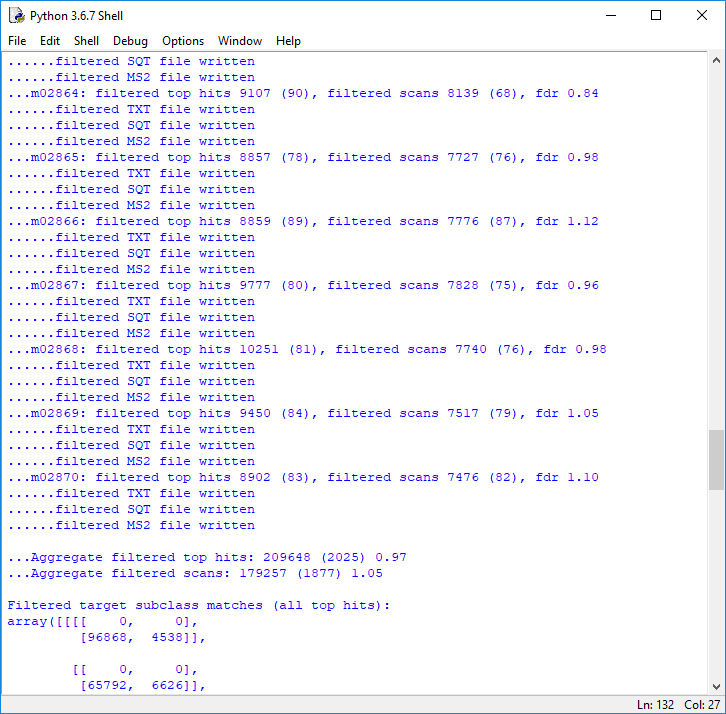 Python 3.6.7 Shell
File Edit Shell Debug Options Window Help
......filtered SQT file written
......filtered MS2 file written
...m02864: filtered top hits 9107 (90), filtered scans 8139 (68), fdr 0.84
......filtered TXT file written
......filtered SQT file written
......filtered MS2 file written
...m02865: filtered top hits 8857 (78), filtered scans 7727 (76), fdr 0.98
......filtered TXT file written
......filtered SQT file written
......filtered MS2 file written
...m02866: filtered top hits 8859 (89), filtered scans 7776 (87), fdr 1.12
......filtered TXT file written
......filtered SQT file written
......filtered MS2 file written
...m02867: filtered top hits 9777 (80), filtered scans 7828 (75), fdr 0.96
......filtered TXT file written
......filtered SQT file written
......filtered MS2 file written
...m02868: filtered top hits 10251 (81), filtered scans 7740 (76), fdr 0.98
......filtered TXT file written
......filtered SQT file written
......filtered MS2 file written
...m02869: filtered top hits 9450 (84), filtered scans 7517 (79), fdr 1.05
......filtered TXT file written
......filtered SQT file written
......filtered MS2 file written
...m02870: filtered top hits 8902 (83), filtered scans 7476 (82), fdr 1.10
......filtered TXT file written
......filtered SQT file written
......filtered MS2 file written
...Aggregate filtered top hits: 209648 (2025) 0.97
...Aggregate filtered scans: 179257 (1877) 1.05
Filtered target subclass matches (all top hits):
array([[[[    0,     0],
         [96868,  4538]],
        [[    0,     0],
         [65792,  6626]],
Ln: 132 Col: 27